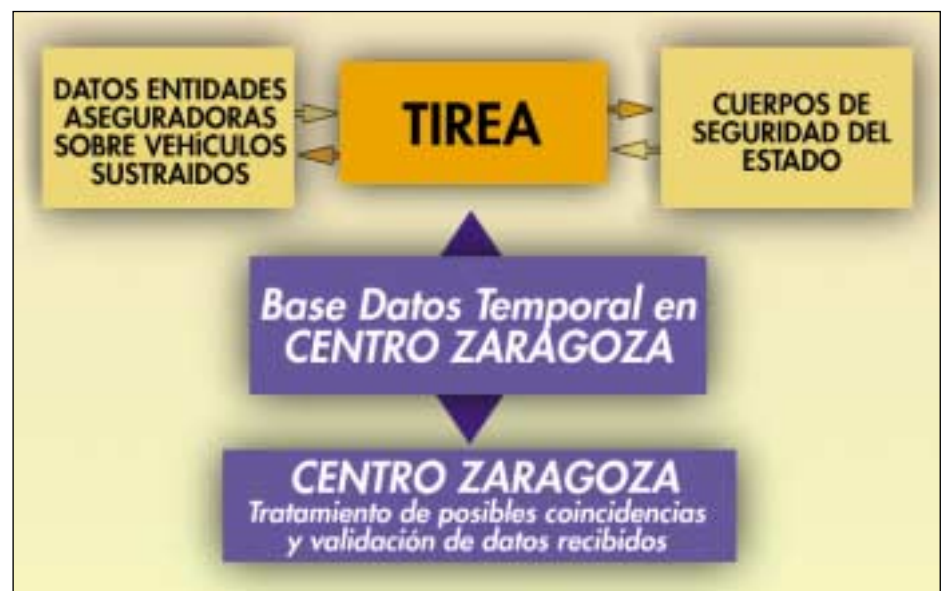 DATOS ENTIDADES
ASEGURADORAS
SOBRE VEHÍCULOS
SUSTRAIDOS
TIREA
CUERPOS DE
SEGURIDAD DEL
ESTADO
Base Datos Temporal en
CENTRO ZARAGOZA
CENTRO ZARAGOZA
Tratamiento de posibles coincidencias
y validación de datos recibidos